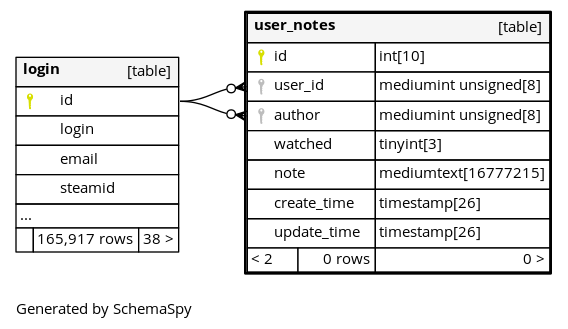 login [table]
id
login
email
steamid
...
165,917 rows 38 >
user_notes [table]
id int[10]
user_id mediumint unsigned[8]
author mediumint unsigned[8]
watched tinyint[3]
note mediumtext[16777215]
create_time timestamp[26]
update_time timestamp[26]
< 2 0 rows 0 >
Generated by SchemaSpy